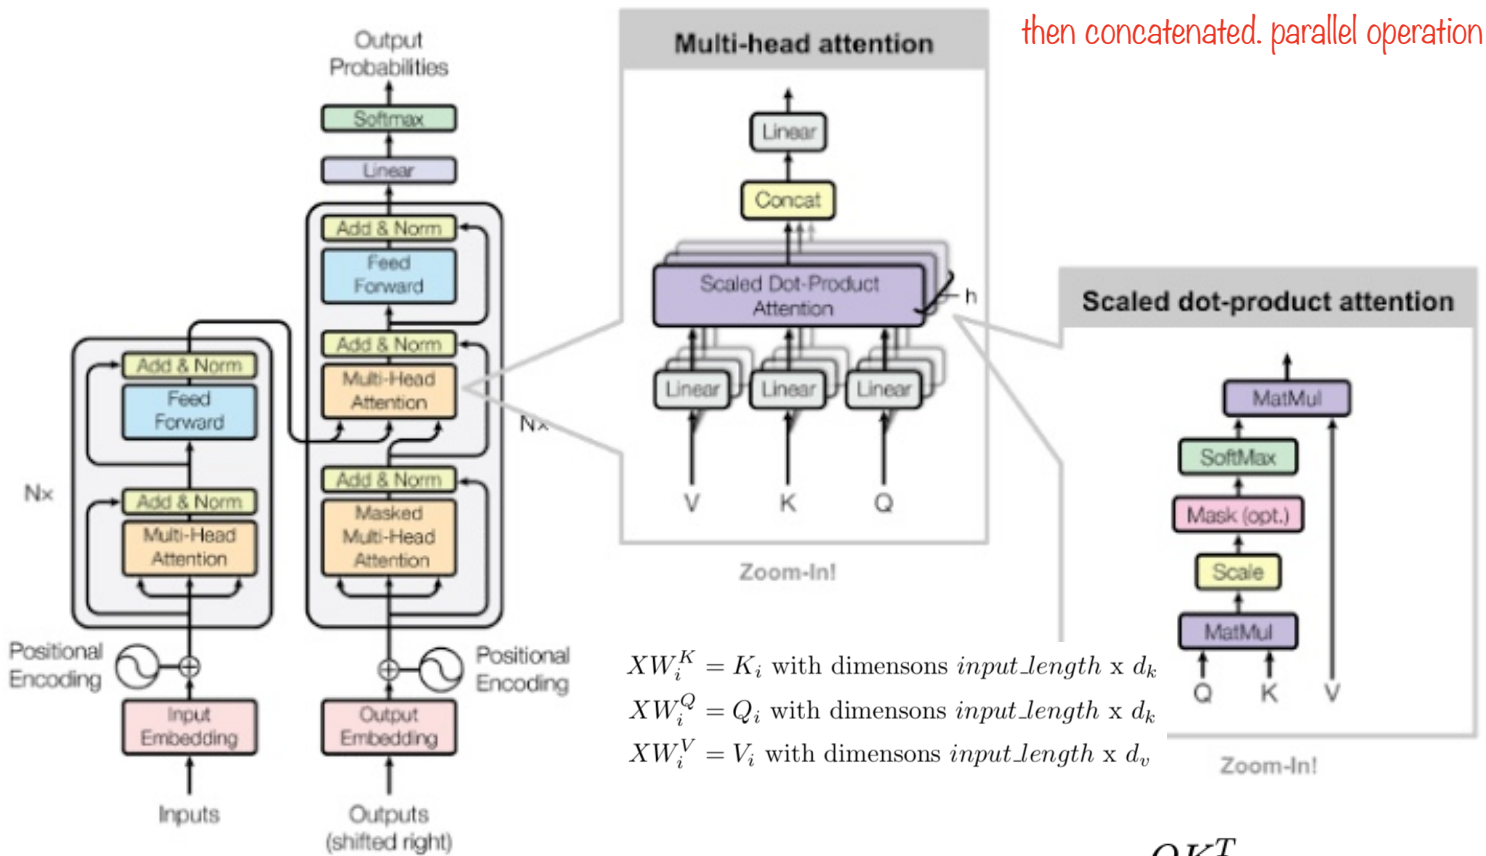 then concatenated. parallel operation
Output
Probabilities
Softmax
Linear
Add & Norm
Feed
Forward
Add & Norm
Multi-Head
Attention
Nx
Add & Norm
Masked
Multi-Head
Attention
Positional
Encoding
Output
Embedding
Outputs
(shifted right)
Add & Norm
Feed
Forward
Nx
Add & Norm
Multi-Head
Attention
Positional
Encoding
Input
Embedding
Inputs
Multi-head attention
Linear
Concat
Scaled Dot-Product
Attention
h
Linear
Linear
Linear
V
K
Q
Zoom-In!
XW_i^K = K_i with dimensons input_length x d_k
XW_i^Q = Q_i with dimensons input_length x d_k
XW_i^V = V_i with dimensons input_length x d_v
Scaled dot-product attention
MatMul
SoftMax
Mask (opt.)
Scale
MatMul
Q
K
V
Zoom-In!
QK^T